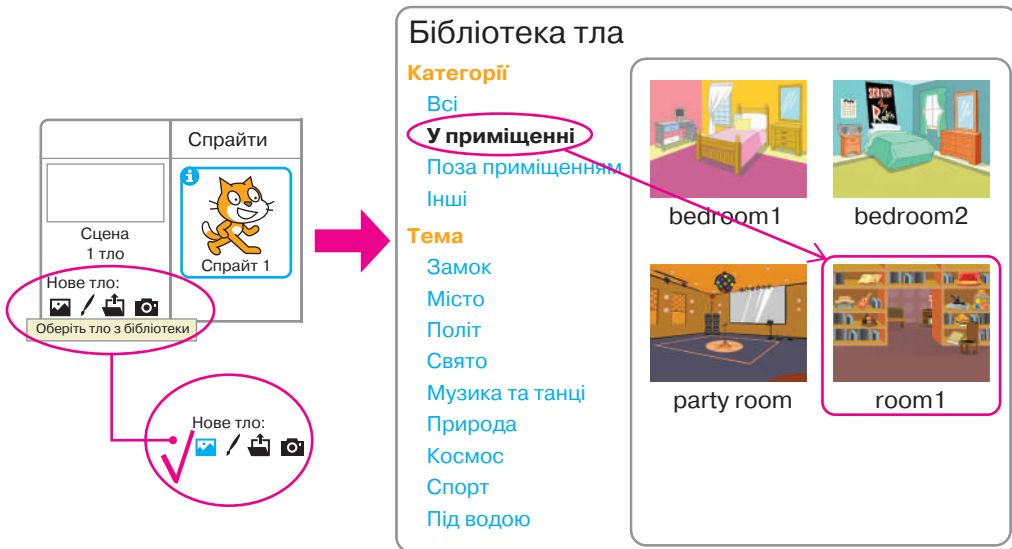 Спрайти
Сцена
1 тло
Спрайт 1
Нове тло:
Оберіть тло з бібліотеки
Нове тло:
Бібліотека тла
Категорії
Всі
У приміщенні
Поза приміщенням
Інші
Тема
Замок
Місто
Політ
Свято
Музика та танці
Природа
Космос
Спорт
Під водою
bedroom1
bedroom2
party room
room1